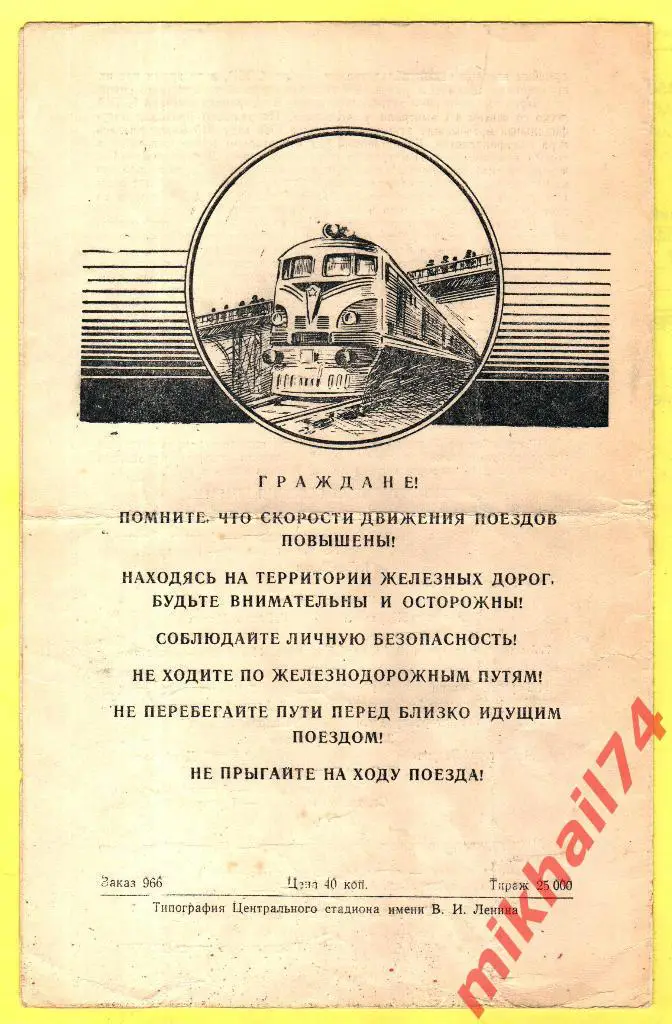 ГРАЖДАНЕ!
ПОМНИТЕ, ЧТО СКОРОСТИ ДВИЖЕНИЯ ПОЕЗДОВ
ПОВЫШЕНЫ!
НАХОДЯСЬ НА ТЕРРИТОРИИ ЖЕЛЕЗНЫХ ДОРОГ,
БУДЬТЕ ВНИМАТЕЛЬНЫ И ОСТОРОЖНЫ!
СОБЛЮДАЙТЕ ЛИЧНУЮ БЕЗОПАСНОСТЬ!
НЕ ХОДИТЕ ПО ЖЕЛЕЗНОДОРОЖНЫМ ПУТЯМ!
НЕ ПЕРЕБЕГАЙТЕ ПУТИ ПЕРЕД БЛИЗКО ИДУЩИМ
ПОЕЗДОМ!
НЕ ПРЫГАЙТЕ НА ХОДУ ПОЕЗДА!
Заказ 966 Цена 40 коп. Тираж 25 000
Типография Центрального стадиона имени В. И. Ленина
mikhail74